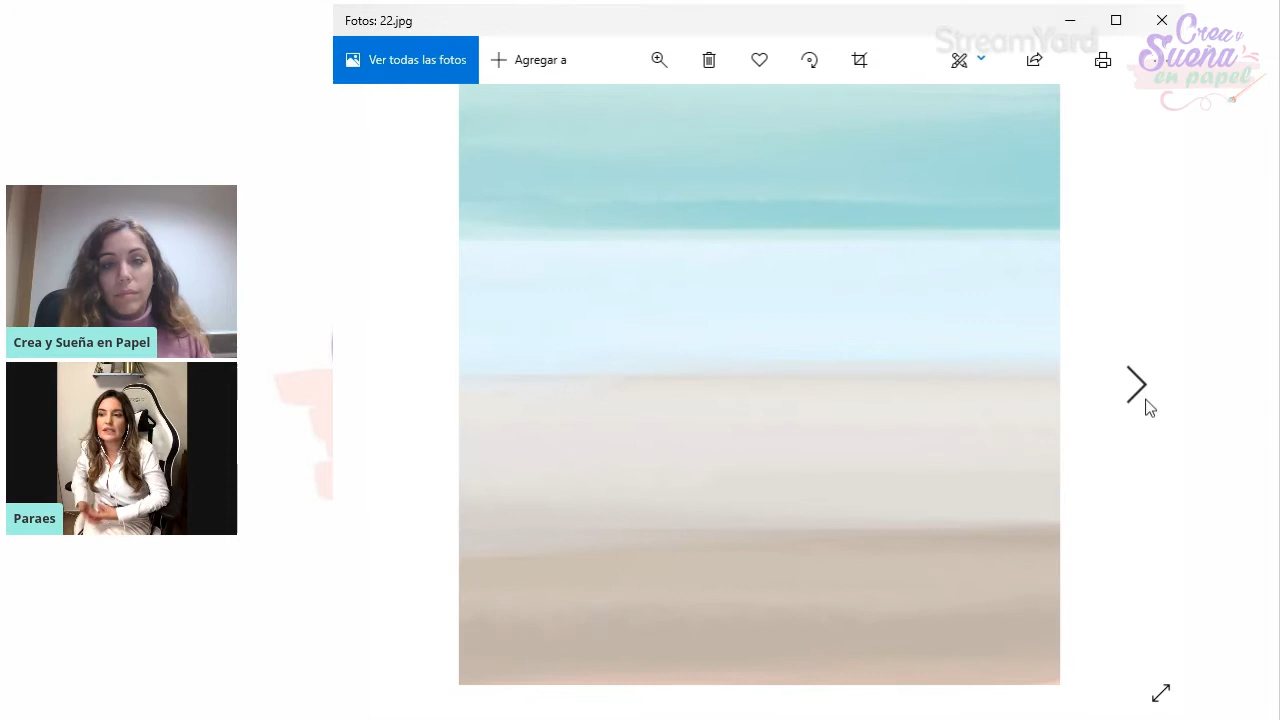 Fotos: 22.jpg
StreamYard
Crea y
Sueña
en papel
Ver todas las fotos
Agregar a
Crea y Sueña en Papel
Paraes